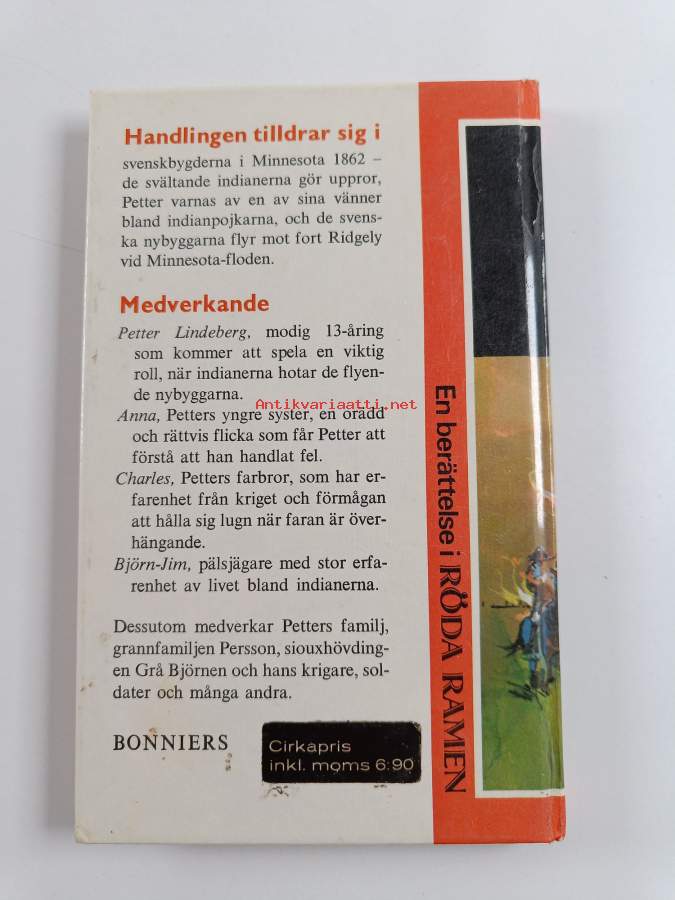 Handlingen tilldrar sig i
svenskbygderna i Minnesota 1862 –
de svältande indianerna gör uppror,
Petter varnas av en av sina vänner
bland indianpojkarna, och de svens-
ka nybyggarna flyr mot fort Ridgely
vid Minnesota-floden.
Medverkande
Petter Lindeberg, modig 13-åring
som kommer att spela en viktig
roll, när indianerna hotar de flyen-
de nybyggarna.
Anna, Petters yngre syster, en orädd
och rättvis flicka som får Petter att
förstå att han handlat fel.
Charles, Petters farbror, som har er-
farenhet från kriget och förmågan
att hålla sig lugn när faran är över-
hängande.
Björn-Jim, pälsjägare med stor erfa-
renhet av livet bland indianerna.
Dessutom medverkar Petters familj,
grannfamiljen Persson, siouxhövding-
en Grå Björnen och hans krigare, sol-
dater och många andra.
BONNIERS
Cirkapris
inkl. moms 6:90
En berättelse i RÖDA RAMEN
Antikvariaatti.net